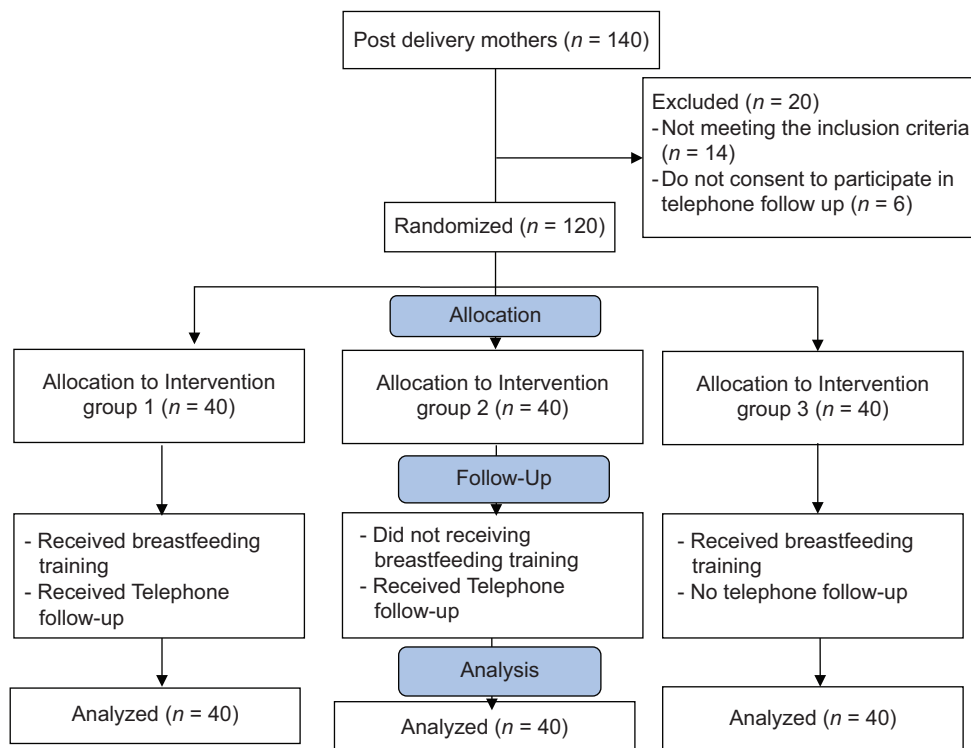 Post delivery mothers (n = 140)
Excluded (n = 20)
- Not meeting the inclusion criteria
(n = 14)
- Do not consent to participate in
telephone follow up (n = 6)
Randomized (n = 120)
Allocation
Allocation to Intervention
group 1 (n = 40)
Allocation to Intervention
group 2 (n = 40)
Allocation to Intervention
group 3 (n = 40)
Follow-Up
- Received breastfeeding
training
- Received Telephone
follow-up
- Did not receiving
breastfeeding training
- Received Telephone
follow-up
- Received breastfeeding
training
- No telephone follow-up
Analysis
Analyzed (n = 40)
Analyzed (n = 40)
Analyzed (n = 40)